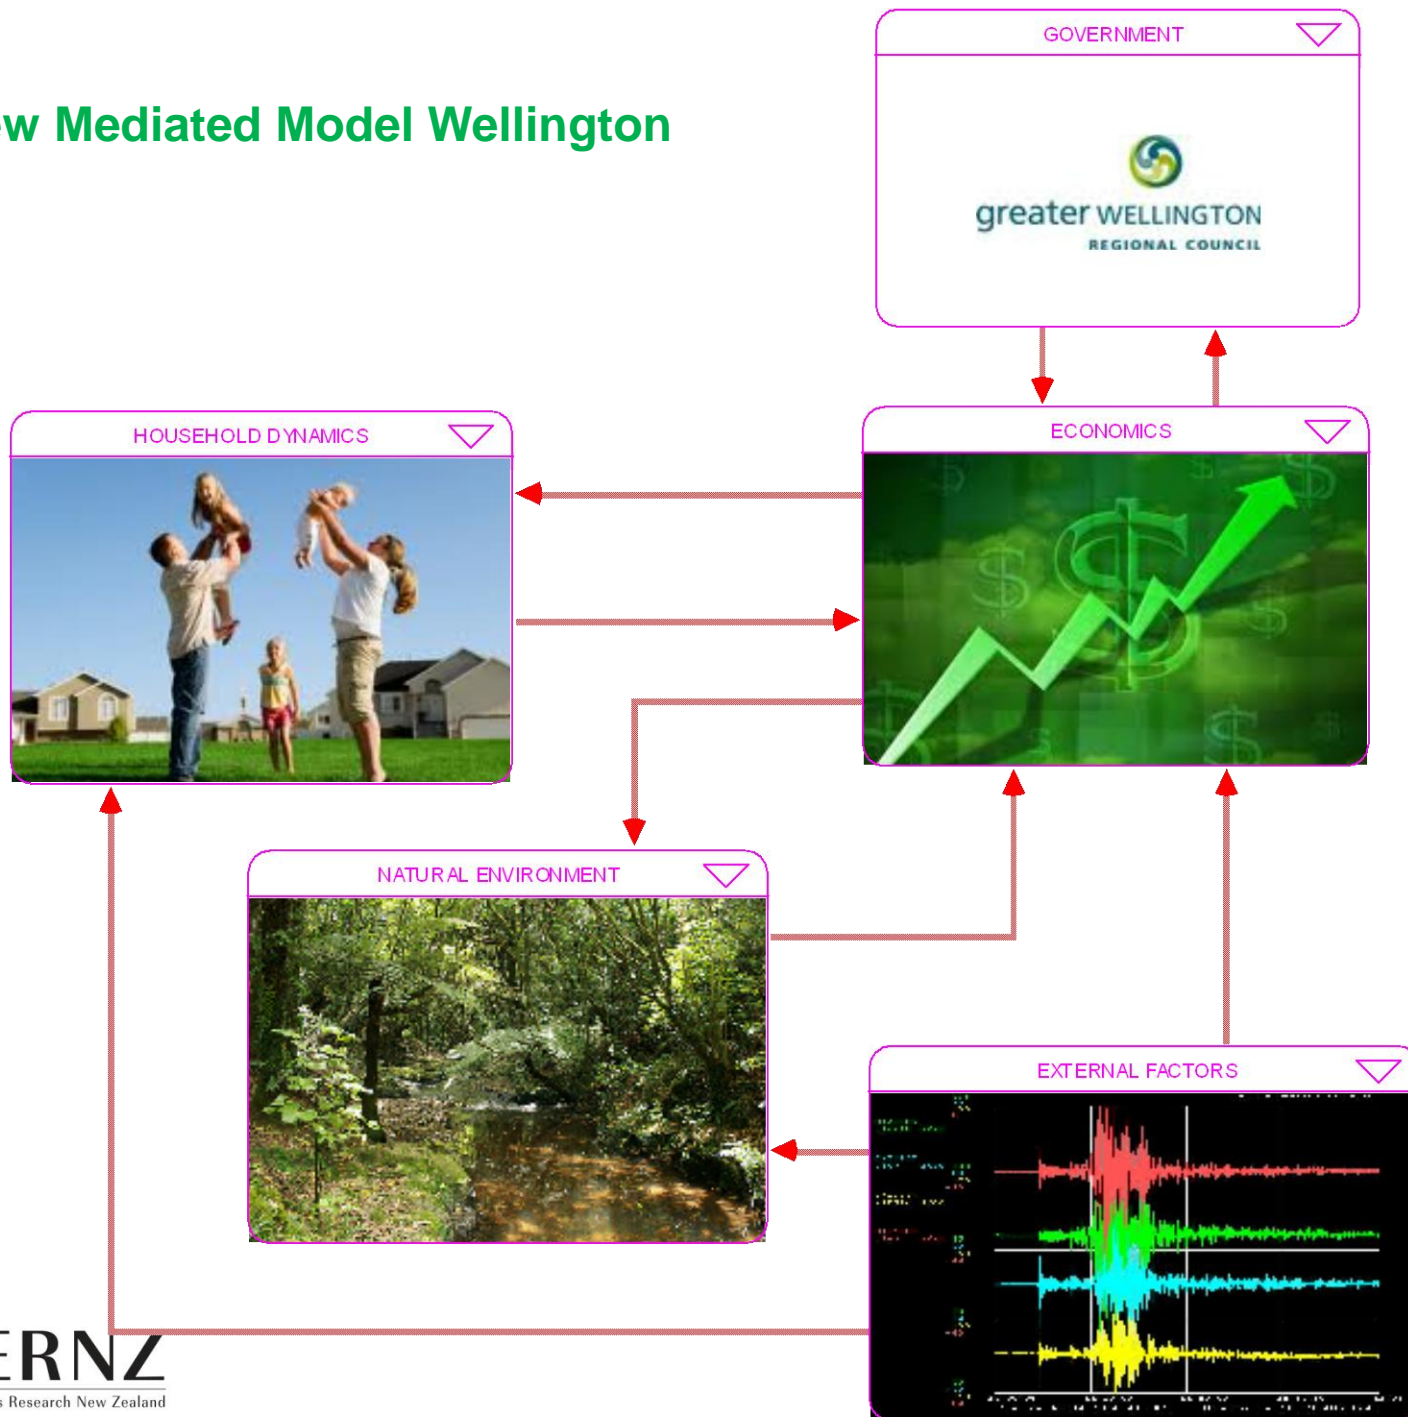 GOVERNMENT
w Mediated Model Wellington
greater WELLINGTON
REGIONAL COUNCIL
HOUSEHOLD DYNAMICS
ECONOMICS
NATURAL ENVIRONMENT
EXTERNAL FACTORS
ERNZ
s Research New Zealand